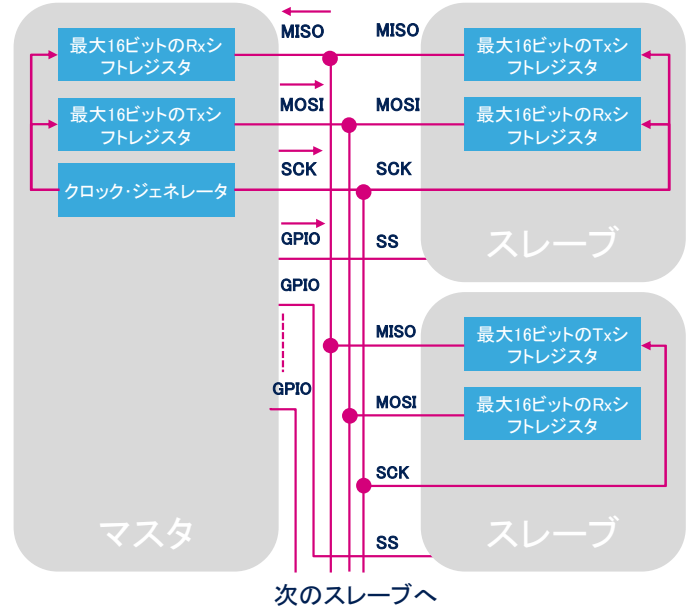 MISO
MISO
最大16ビットのRxシ
フトレジスタ
最大16ビットのTxシ
フトレジスタ
MOSI
MOSI
最大16ビットのTxシ
フトレジスタ
最大16ビットのRxシ
フトレジスタ
SCK
SCK
クロック・ジェネレータ
GPIO
SS
スレーブ
GPIO
MISO
最大16ビットのTxシ
フトレジスタ
GPIO
MOSI
最大16ビットのRxシ
フトレジスタ
SCK
マスタ
スレーブ
SS
次のスレーブへ